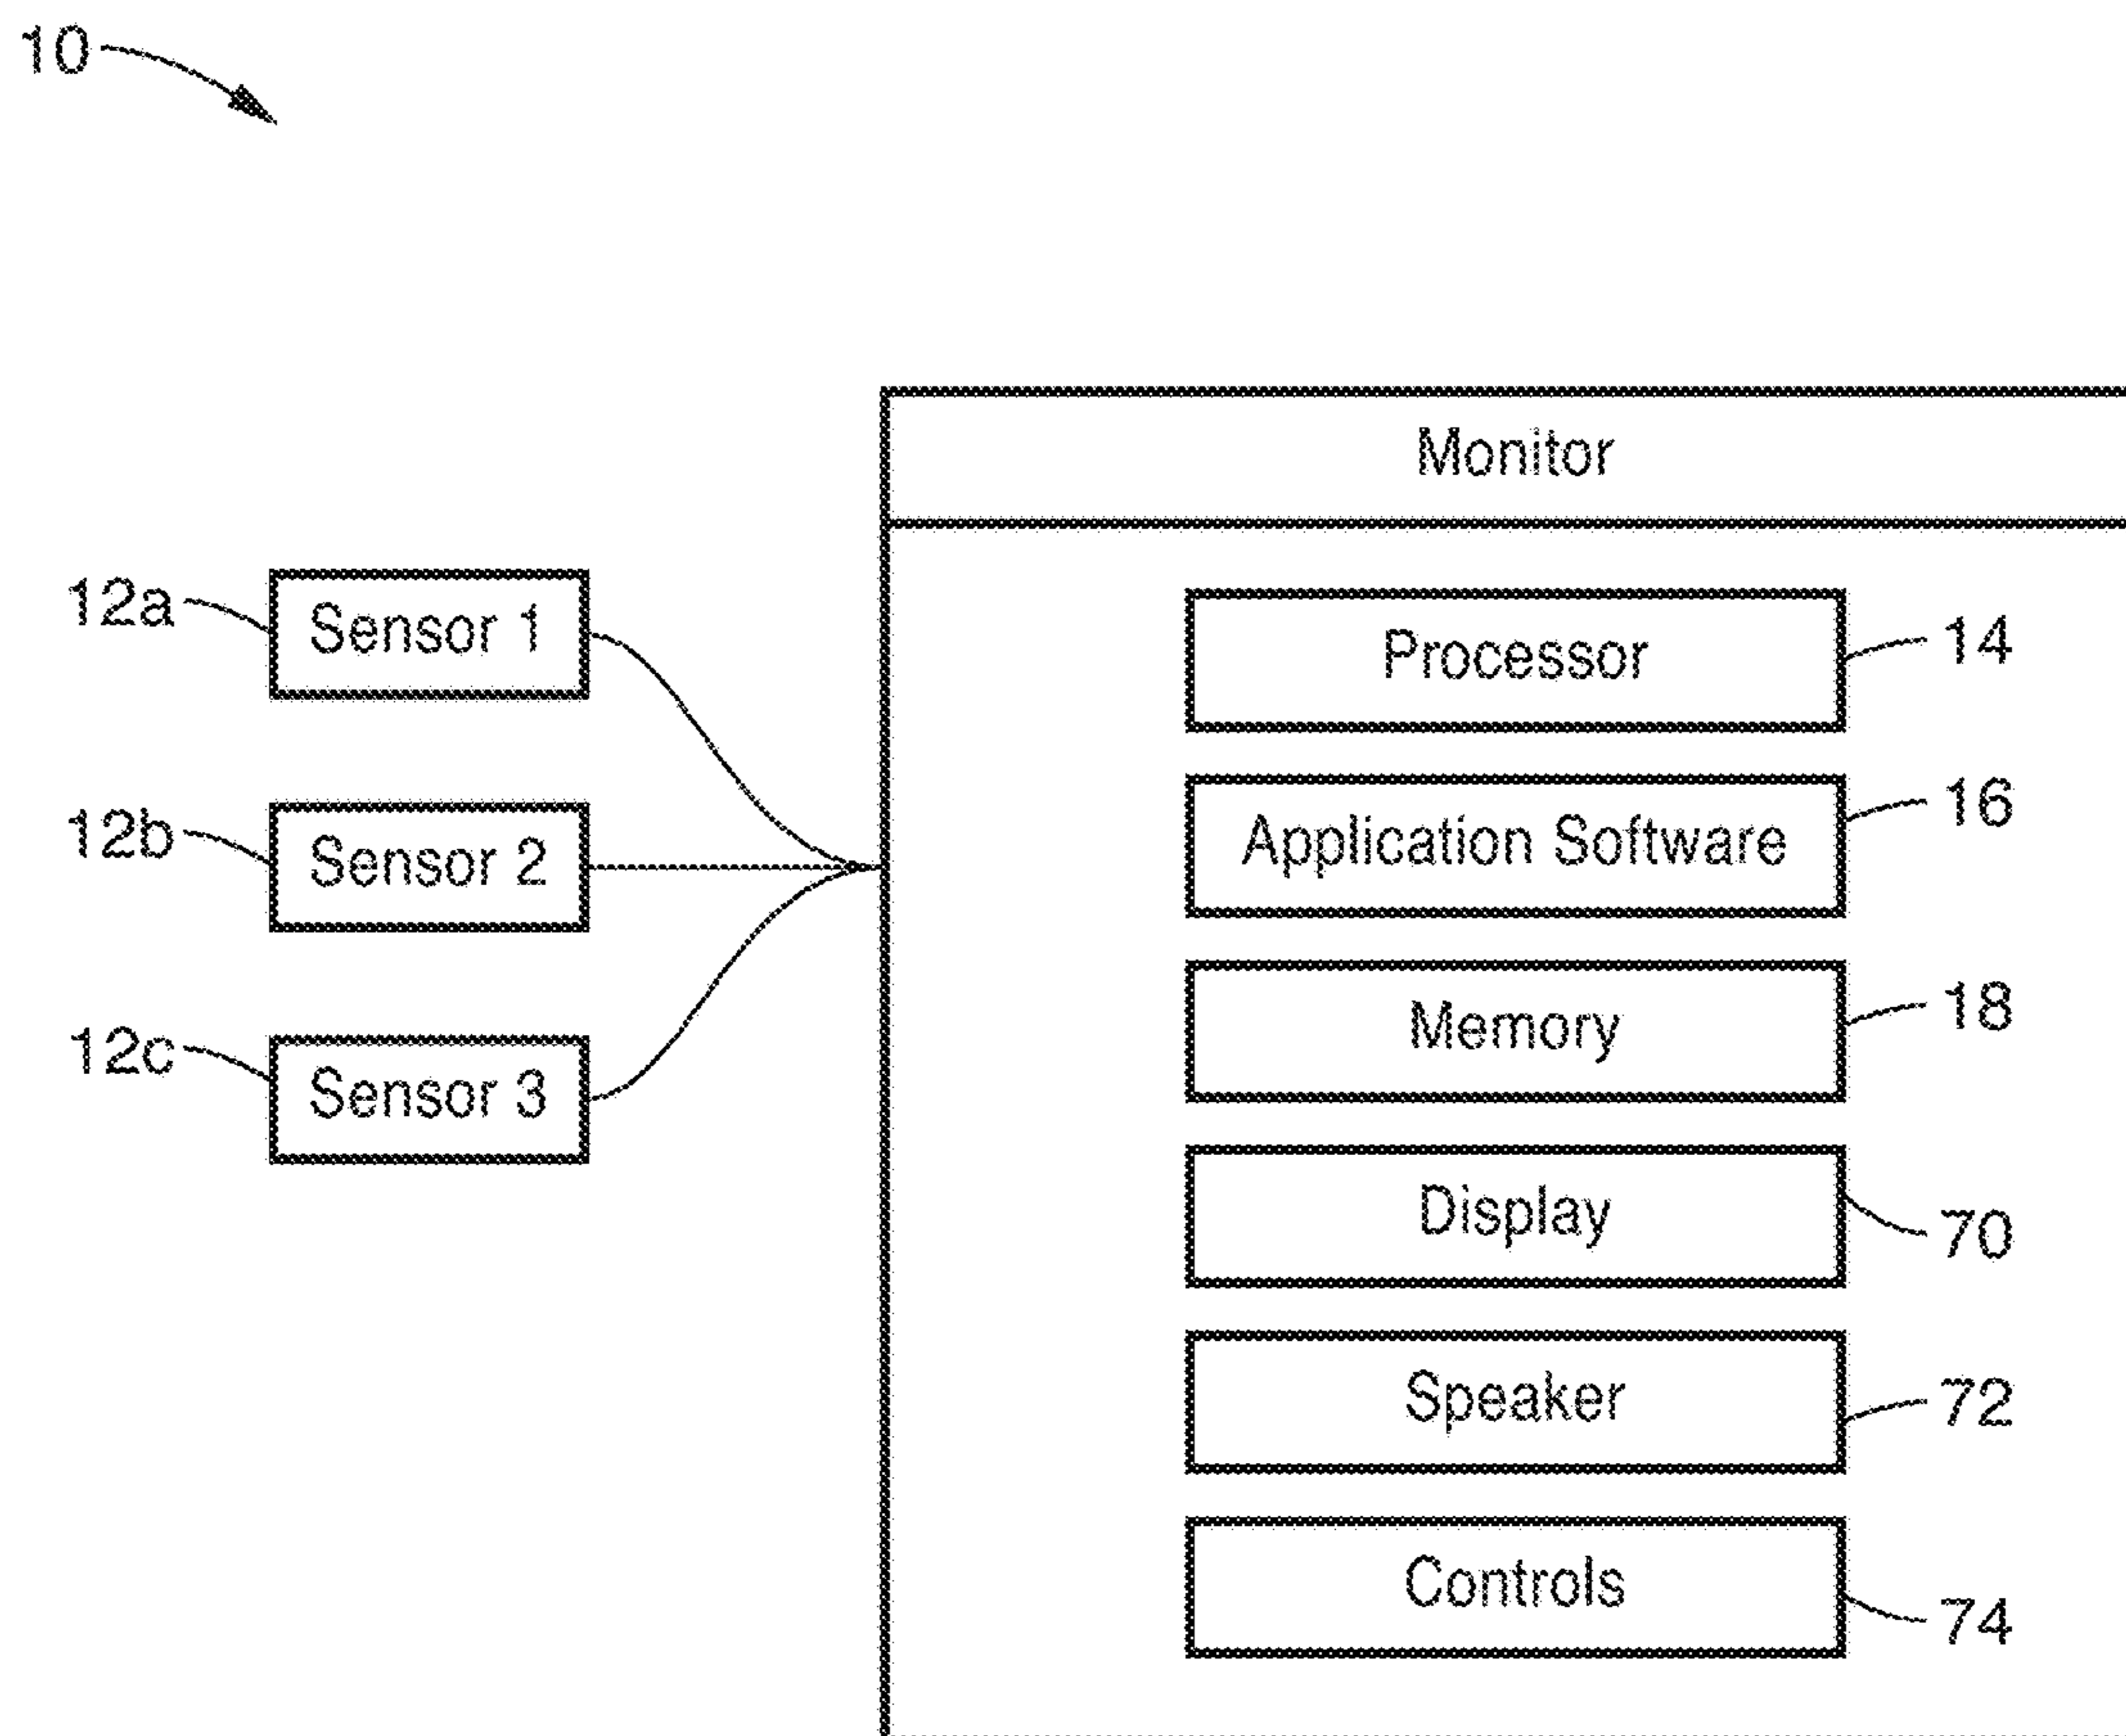 10
Monitor
12a
Sensor 1
Processor
14
12b
Sensor 2
Application Software
16
12c
Sensor 3
Memory
18
Display
70
Speaker
72
Controls
74